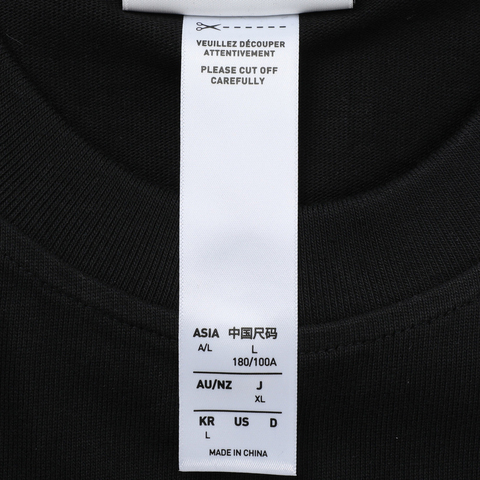 VEUILLEZ DÉCOUPER
ATTENTIVEMENT
PLEASE CUT OFF
CAREFULLY
ASIA 中国尺码
A/L L
180/100A
AU/NZ J
XL
KR US D
L
MADE IN CHINA